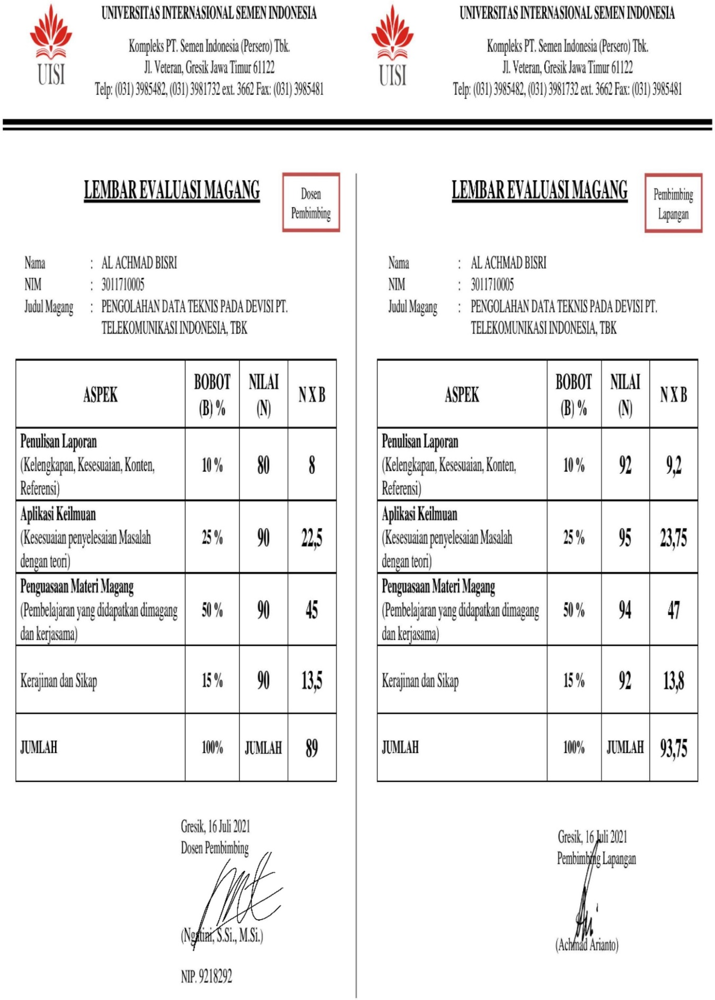 UNIVERSITAS INTERNASIONAL SEMEN INDONESIA
Kompleks PT. Semen Indonesia (Persero) Tbk.
Jl. Veteran, Gresik Jawa Timur 61122
Telp: (031) 3985482, (031) 3981732 ext. 3662 Fax: (031) 3985481
UISI
LEMBAR EVALUASI MAGANG
Dosen
Pembimbing
Nama : AL ACHMAD BISRI
NIM : 3011710005
Judul Magang : PENGOLAHAN DATA TEKNIS PADA DEVISI PT.
TELEKOMUNIKASI INDONESIA, TBK
ASPEK BOBOT (B) % NILAI (N) N X B
Penulisan Laporan
(Kelengkapan, Kesesuaian, Konten,
Referensi)
10 % 80 8
Aplikasi Keilmuan
(Kesesuaian penyelesaian Masalah
dengan teori)
25 % 90 22,5
Penguasaan Materi Magang
(Pembelajaran yang didapatkan dimagang
dan kerjasama)
50 % 90 45
Kerajinan dan Sikap 15 % 90 13,5
JUMLAH 100% JUMLAH 89
Gresik, 16 Juli 2021
Dosen Pembimbing
(Ngatini, S.Si., M.Si.)
NIP. 9218292
UNIVERSITAS INTERNASIONAL SEMEN INDONESIA
Kompleks PT. Semen Indonesia (Persero) Tbk.
Jl. Veteran, Gresik Jawa Timur 61122
Telp: (031) 3985482, (031) 3981732 ext. 3662 Fax: (031) 3985481
UISI
LEMBAR EVALUASI MAGANG
Pembimbing
Lapangan
Nama : AL ACHMAD BISRI
NIM : 3011710005
Judul Magang : PENGOLAHAN DATA TEKNIS PADA DEVISI PT.
TELEKOMUNIKASI INDONESIA, TBK
ASPEK BOBOT (B) % NILAI (N) N X B
Penulisan Laporan
(Kelengkapan, Kesesuaian, Konten,
Referensi)
10 % 92 9,2
Aplikasi Keilmuan
(Kesesuaian penyelesaian Masalah
dengan teori)
25 % 95 23,75
Penguasaan Materi Magang
(Pembelajaran yang didapatkan dimagang
dan kerjasama)
50 % 94 47
Kerajinan dan Sikap 15 % 92 13,8
JUMLAH 100% JUMLAH 93,75
Gresik, 16 Juli 2021
Pembimbing Lapangan
(Achmad Arianto)